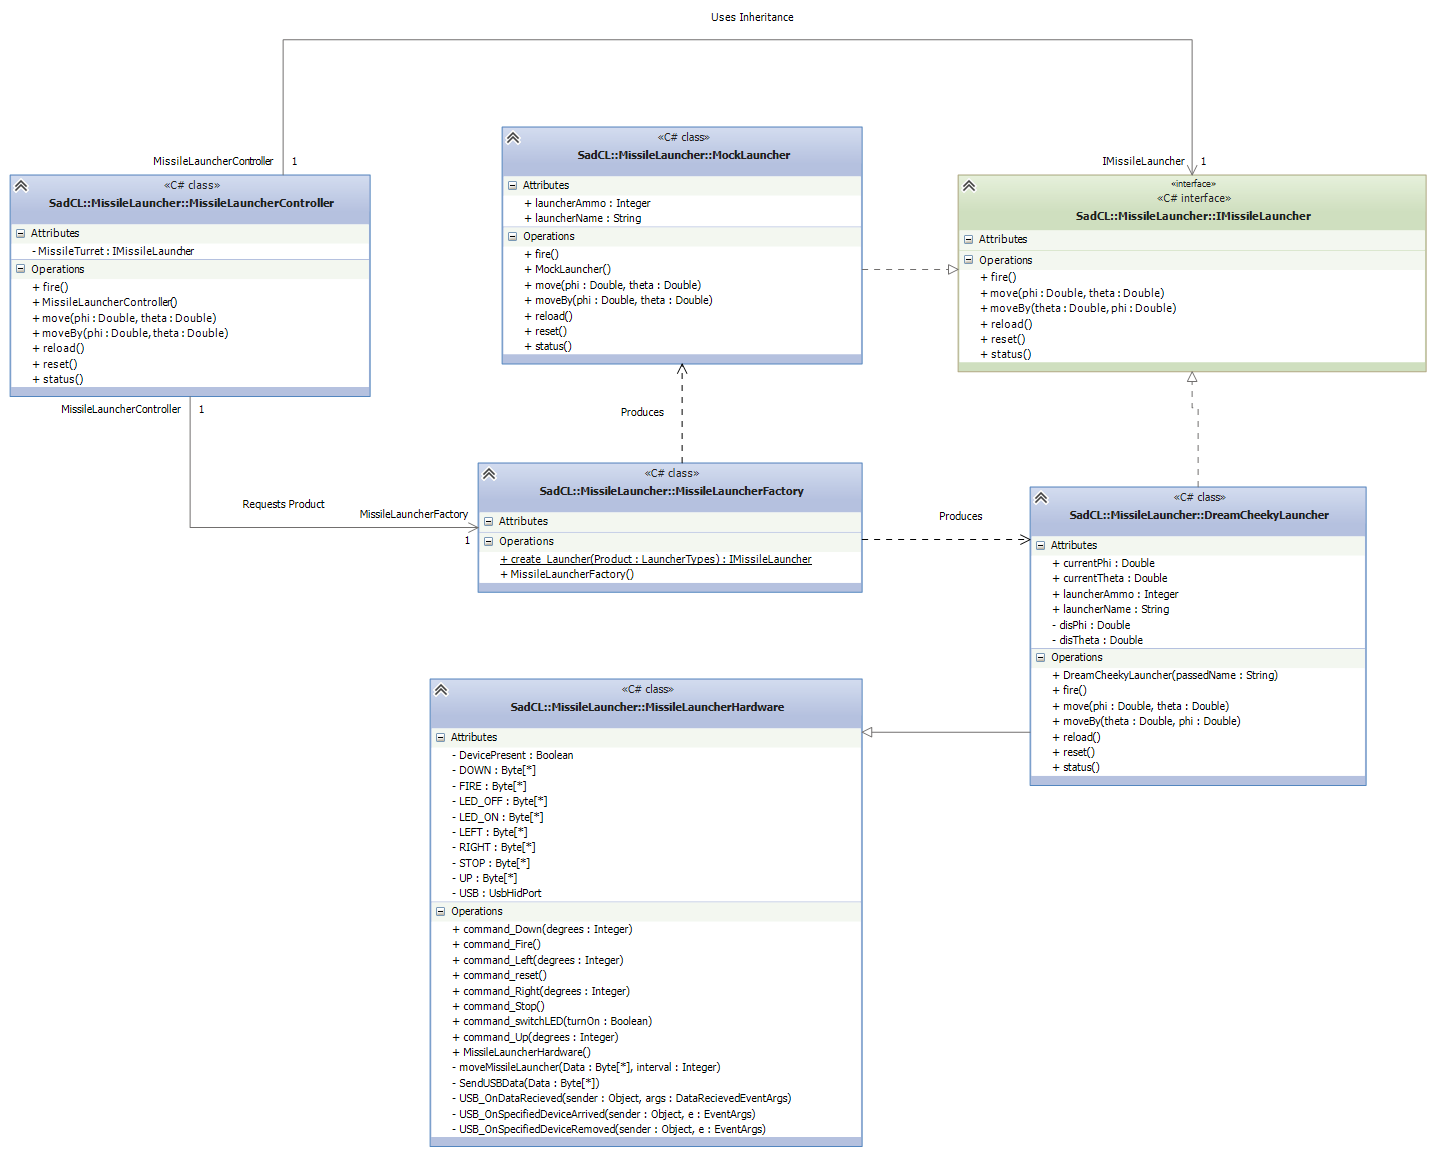 Uses Inheritance
MissileLauncherController 1
IMissileLauncher 1
«C# class»
SadCL::MissileLauncher::MissileLauncherController
Attributes
- MissileTurret : IMissileLauncher
Operations
+ fire()
+ MissileLauncherController()
+ move(phi : Double, theta : Double)
+ moveBy(phi : Double, theta : Double)
+ reload()
+ reset()
+ status()
«C# class»
SadCL::MissileLauncher::MockLauncher
Attributes
+ launcherAmmo : Integer
+ launcherName : String
Operations
+ fire()
+ MockLauncher()
+ move(phi : Double, theta : Double)
+ moveBy(phi : Double, theta : Double)
+ reload()
+ reset()
+ status()
«interface»
«C# interface»
SadCL::MissileLauncher::IMissileLauncher
Attributes
Operations
+ fire()
+ move(phi : Double, theta : Double)
+ moveBy(theta : Double, phi : Double)
+ reload()
+ reset()
+ status()
MissileLauncherController 1
Requests Product
MissileLauncherFactory
1
Produces
«C# class»
SadCL::MissileLauncher::MissileLauncherFactory
Attributes
Operations
+ create_Launcher(Product : LauncherTypes) : IMissileLauncher
+ MissileLauncherFactory()
Produces
«C# class»
SadCL::MissileLauncher::DreamCheekyLauncher
Attributes
+ currentPhi : Double
+ currentTheta : Double
+ launcherAmmo : Integer
+ launcherName : String
- disPhi : Double
- disTheta : Double
Operations
+ DreamCheekyLauncher(passedName : String)
+ fire()
+ move(phi : Double, theta : Double)
+ moveBy(theta : Double, phi : Double)
+ reload()
+ reset()
+ status()
«C# class»
SadCL::MissileLauncher::MissileLauncherHardware
Attributes
- DevicePresent : Boolean
- DOWN : Byte[*]
- FIRE : Byte[*]
- LED_OFF : Byte[*]
- LED_ON : Byte[*]
- LEFT : Byte[*]
- RIGHT : Byte[*]
- STOP : Byte[*]
- UP : Byte[*]
- USB : UsbHidPort
Operations
+ command_Down(degrees : Integer)
+ command_Fire()
+ command_Left(degrees : Integer)
+ command_reset()
+ command_Right(degrees : Integer)
+ command_Stop()
+ command_switchLED(turnOn : Boolean)
+ command_Up(degrees : Integer)
+ MissileLauncherHardware()
- moveMissileLauncher(Data : Byte[*], interval : Integer)
- SendUSBData(Data : Byte[*])
- USB_OnDataRecieved(sender : Object, args : DataRecievedEventArgs)
- USB_OnSpecifiedDeviceArrived(sender : Object, e : EventArgs)
- USB_OnSpecifiedDeviceRemoved(sender : Object, e : EventArgs)